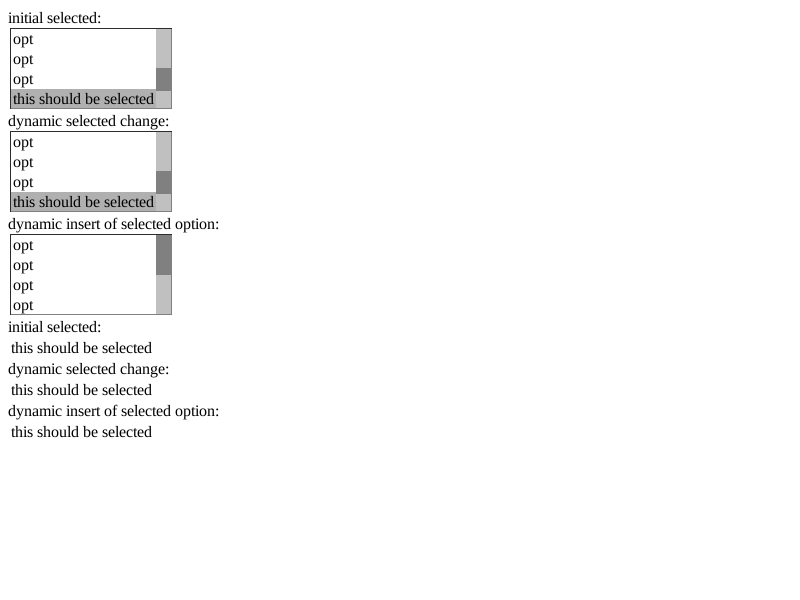 initial selected:
opt
opt
opt
this should be selected
dynamic selected change:
opt
opt
opt
this should be selected
dynamic insert of selected option:
opt
opt
opt
opt
initial selected:
this should be selected
dynamic selected change:
this should be selected
dynamic insert of selected option:
this should be selected